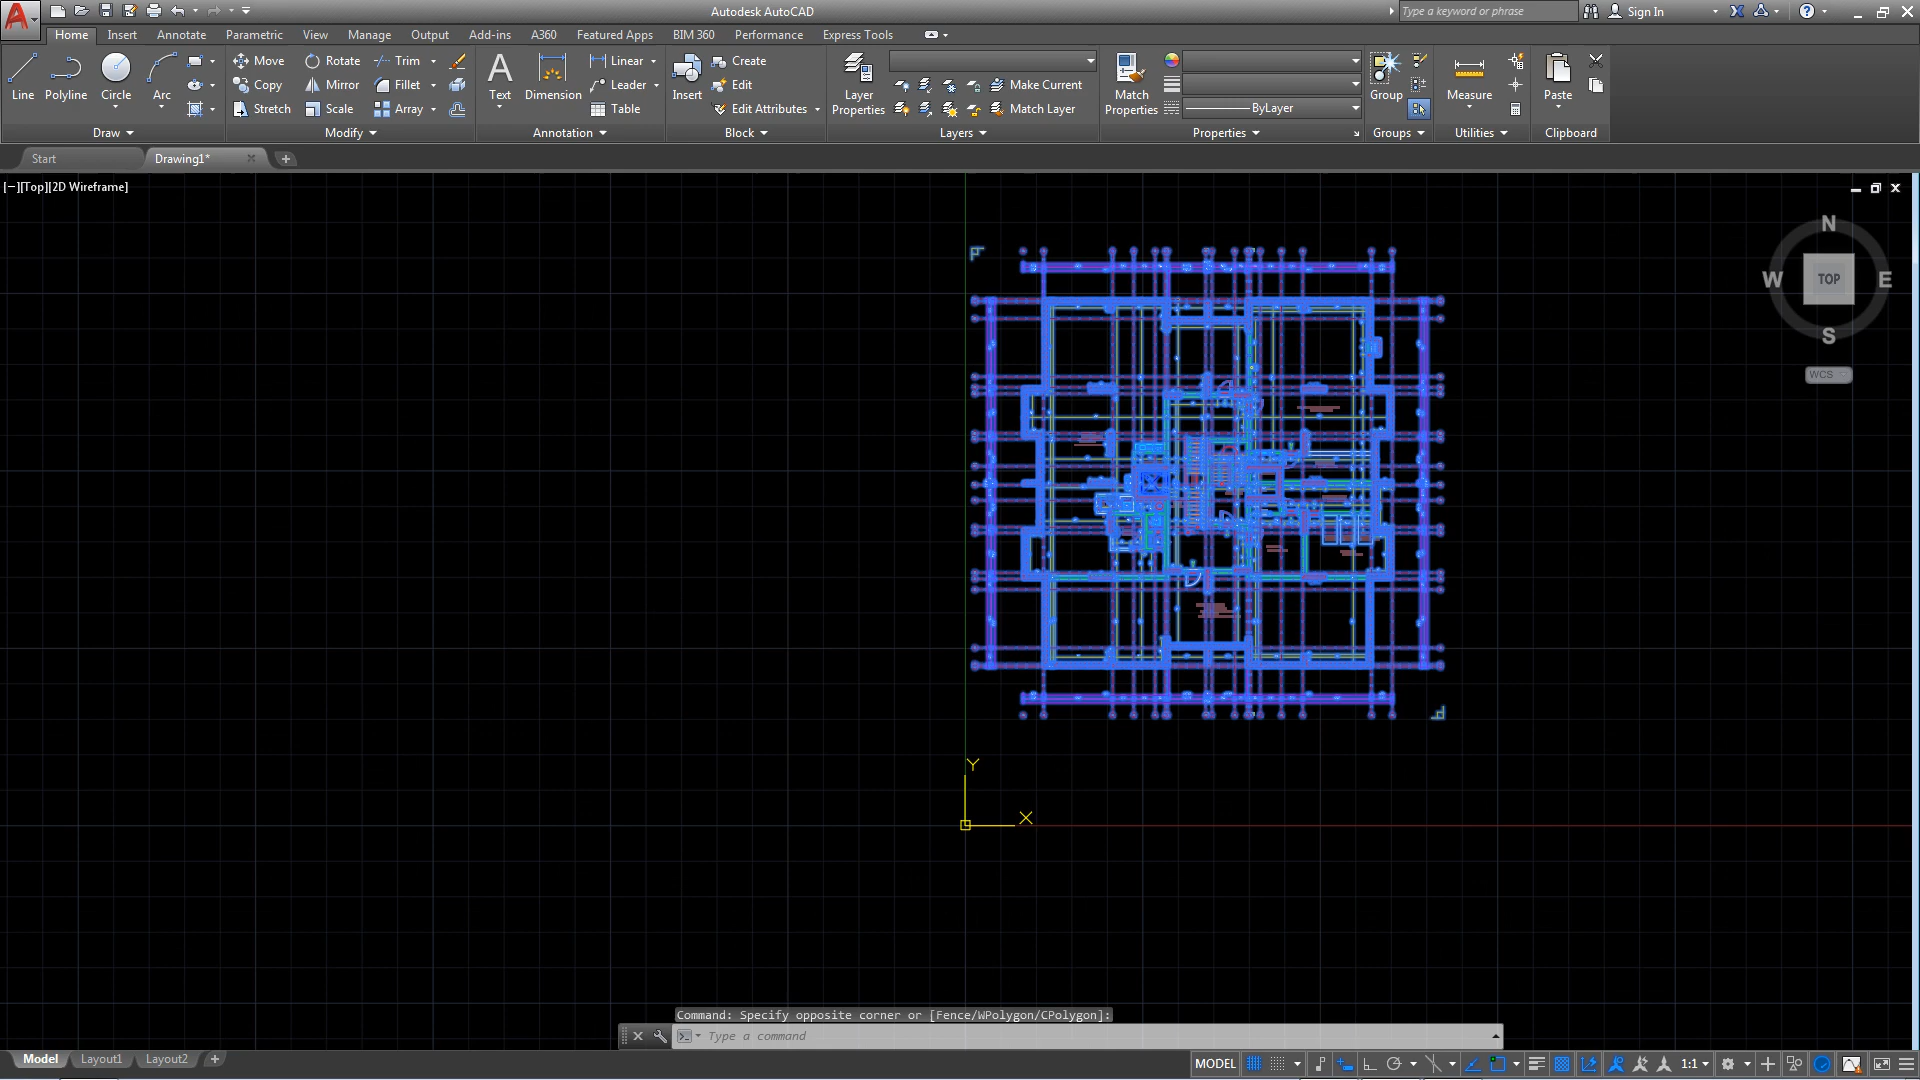 Autodesk AutoCAD
Type a keyword or phrase
Sign In
Home Insert Annotate Parametric View Manage Output Add-ins A360 Featured Apps BIM 360 Performance Express Tools
Line Polyline Circle Arc
Move Rotate Trim
Copy Mirror Fillet
Stretch Scale Array
Text Dimension
Linear
Leader
Table
Insert
Create
Edit
Edit Attributes
Layer Properties
Make Current
Match Layer
Match Properties
ByLayer
Group
Measure
Paste
Draw Modify Annotation Block Layers Properties Groups Utilities Clipboard
Start Drawing1*
[−][Top][2D Wireframe]
N
W TOP E
S
WCS
Y
X
Command: Specify opposite corner or [Fence/WPolygon/CPolygon]:
Type a command
Model Layout1 Layout2
MODEL 1:1